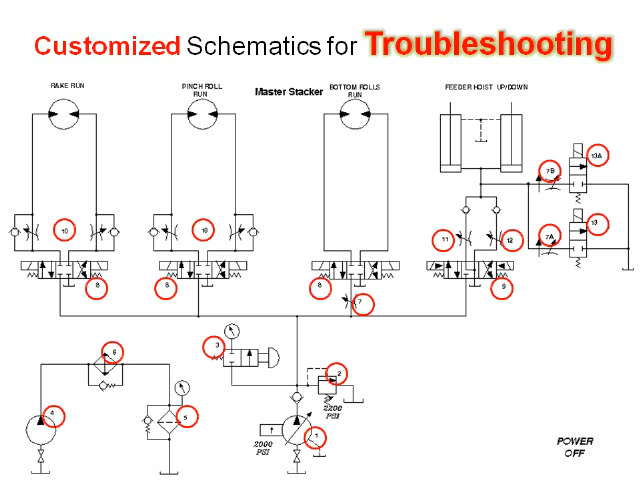 Customized Schematics for Troubleshooting
RAKE RUN
PINCH ROLL
RUN
Master Stacker
BOTTOM ROLLS
RUN
FEEDER HOIST UP/DOWN
13A
7B
13
7A
10
10
11
12
8
8
8
9
7
3
6
2
4
5
1
2200
PSI
2000
PSI
POWER
OFF